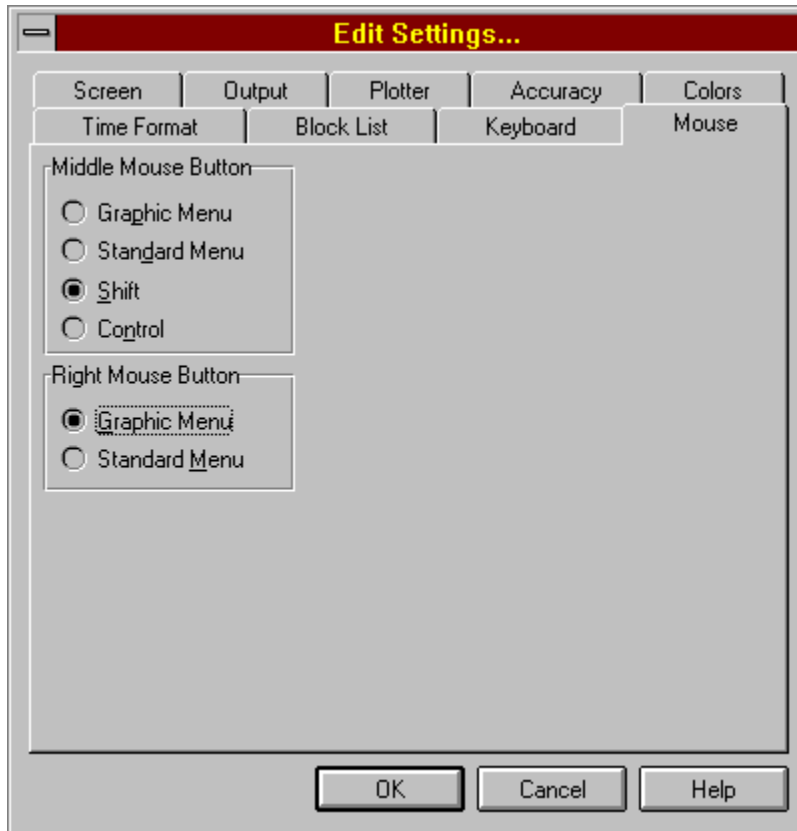 Edit Settings...
Screen Output Plotter Accuracy Colors
Time Format Block List Keyboard Mouse
Middle Mouse Button
Graphic Menu
Standard Menu
Shift
Control
Right Mouse Button
Graphic Menu
Standard Menu
OK Cancel Help